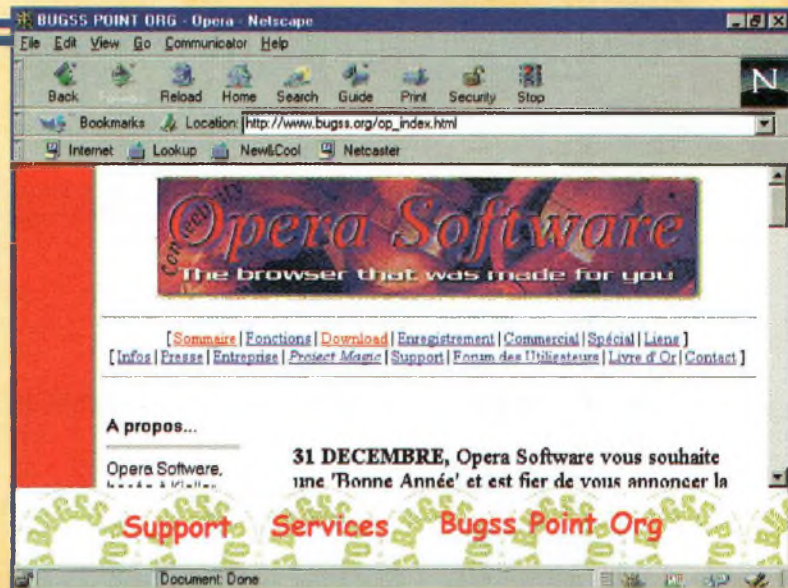 BUGSS POINT ORG - Opera - Netscape
File Edit View Go Communicator Help
Back Reload Home Search Guide Print Security Stop
N
Bookmarks Location: http://www.bugss.org/op_index.html
Internet Lookup New&Cool Netcaster
Opera Software
The browser that was made for you
[Sommaire | Fonctions | Download | Enregistrement | Commercial | Spécial | Liens ]
[Infos | Presse | Entreprise | Project Magic | Support | Forum des Utilisateurs | Livre d'Or | Contact ]
A propos...
Opera Software,
31 DECEMBRE, Opera Software vous souhaite
une 'Bonne Année' et est fier de vous annoncer la
Support Services Bugss Point Org
Document: Done